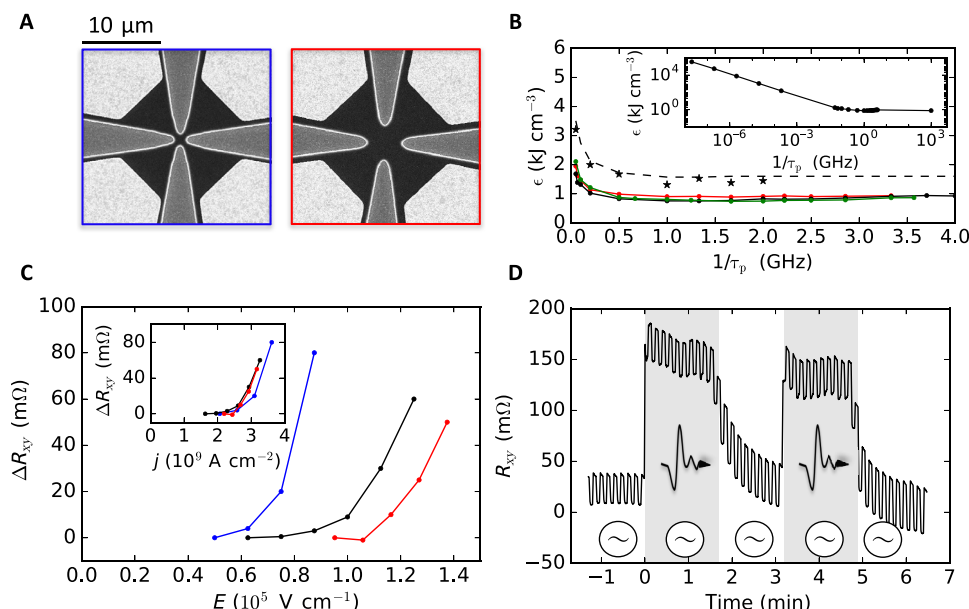 A
10 μm
B
ϵ (kJ cm⁻³)
6
5
4
3
2
1
0
0.0 0.5 1.0 1.5 2.0 2.5 3.0 3.5 4.0
1/τp (GHz)
ϵ (kJ cm⁻³)
10⁴
10⁰
10⁻⁶ 10⁻³ 10⁰ 10³
1/τp (GHz)
C
ΔRxy (mΩ)
100
80
60
40
20
0
0.2 0.4 0.6 0.8 1.0 1.2 1.4
E (10⁵ V cm⁻¹)
ΔRxy (mΩ)
80
40
0
0 1 2 3 4
j (10⁹ A cm⁻²)
D
Rxy (mΩ)
200
150
100
50
0
−50
−1 0 1 2 3 4 5 6 7
Time (min)